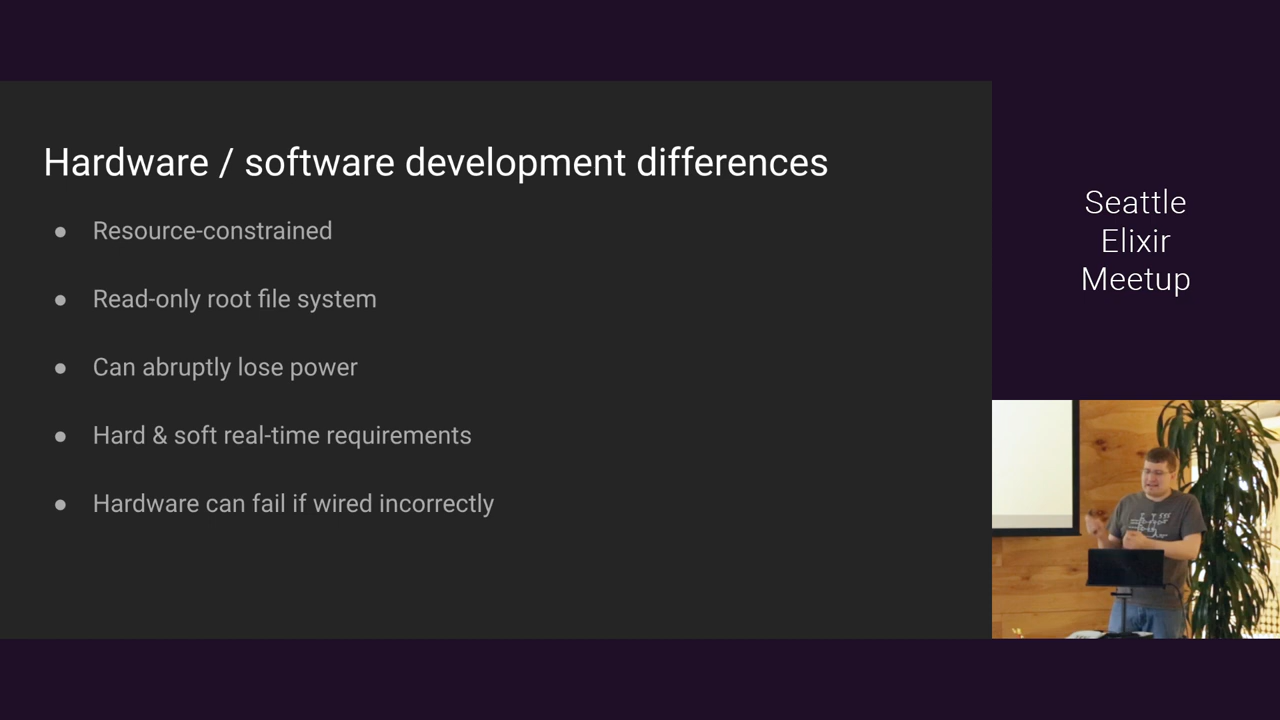 Hardware / software development differences
● Resource-constrained
● Read-only root file system
● Can abruptly lose power
● Hard & soft real-time requirements
● Hardware can fail if wired incorrectly
Seattle
Elixir
Meetup